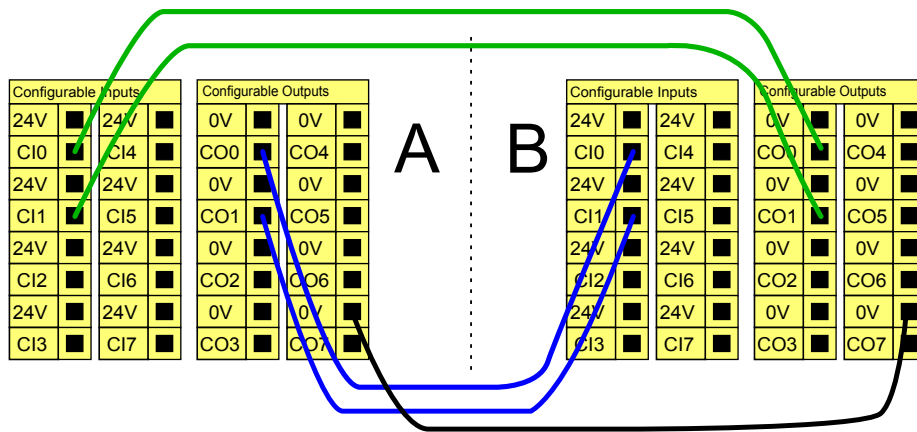 Configurable Inputs
24V 24V
CI0 CI4
24V 24V
CI1 CI5
24V 24V
CI2 CI6
24V 24V
CI3 CI7
Configurable Outputs
0V 0V
CO0 CO4
0V 0V
CO1 CO5
0V 0V
CO2 CO6
0V 0V
CO3 CO7
A
B
Configurable Inputs
24V 24V
CI0 CI4
24V 24V
CI1 CI5
24V 24V
CI2 CI6
24V 24V
CI3 CI7
Configurable Outputs
0V 0V
CO0 CO4
0V 0V
CO1 CO5
0V 0V
CO2 CO6
0V 0V
CO3 CO7